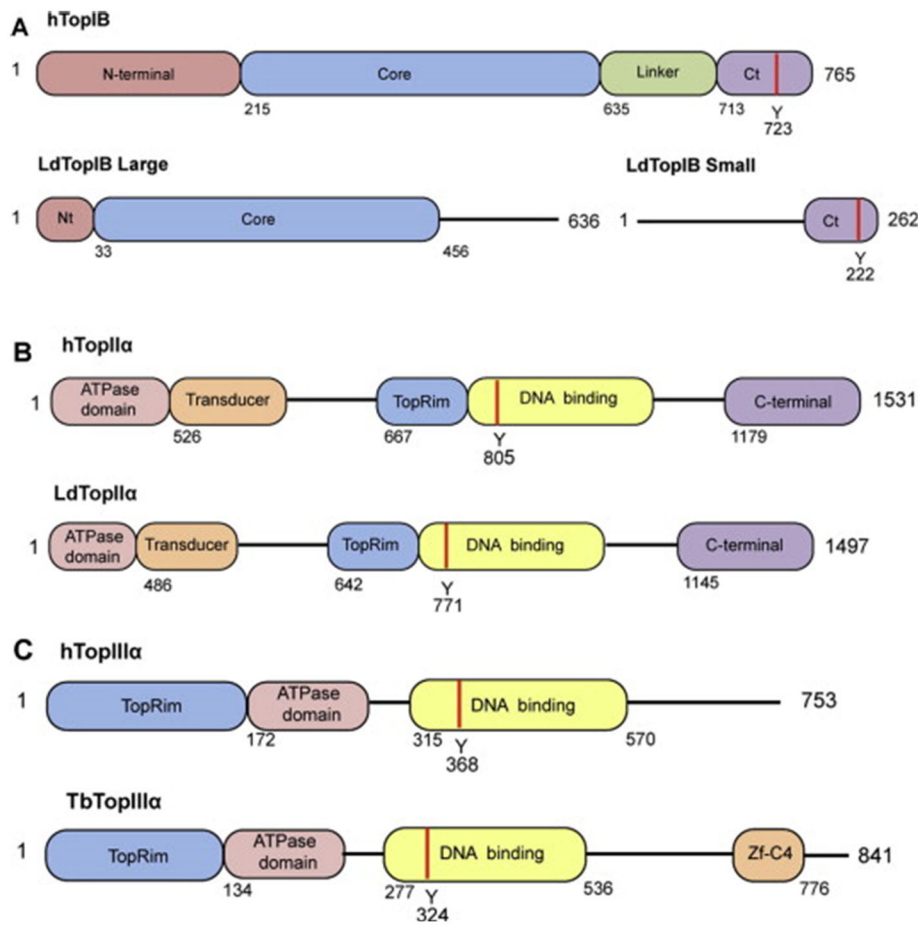 A
hTopIB
1 N-terminal Core Linker Ct 765
215 635 713 Y
723
LdTopIB Large LdTopIB Small
1 Nt Core 636 1 Ct 262
33 456 Y
222
B
hTopIIα
1 ATPase domain Transducer TopRim DNA binding C-terminal 1531
526 667 Y 1179
805
LdTopIIα
1 ATPase domain Transducer TopRim DNA binding C-terminal 1497
486 642 Y 1145
771
C
hTopIIIα
1 TopRim ATPase domain DNA binding 753
172 315 Y 570
368
TbTopIIIα
1 TopRim ATPase domain DNA binding Zf-C4 841
134 277 Y 536 776
324